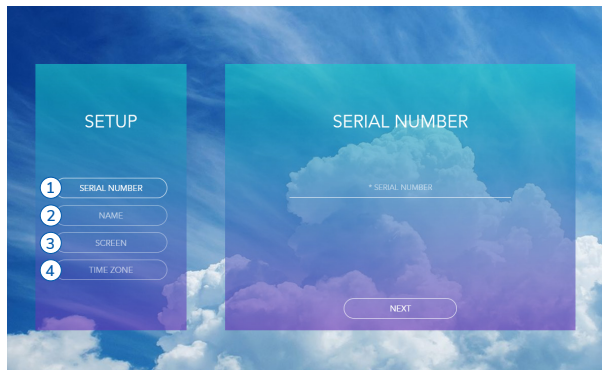 SETUP
1 SERIAL NUMBER
2 NAME
3 SCREEN
4 TIME ZONE
SERIAL NUMBER
* SERIAL NUMBER
NEXT